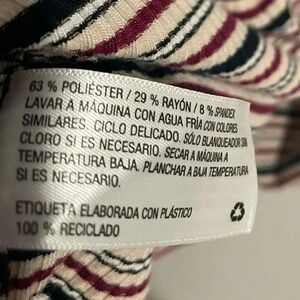 63 % POLIÉSTER / 29 % RAYÓN / 8 % SPANDEX
LAVAR A MÁQUINA CON AGUA FRÍA CON COLORES
SIMILARES. CICLO DELICADO. SÓLO BLANQUEADOR SIN
CLORO SI ES NECESARIO. SECAR A MÁQUINA A
TEMPERATURA BAJA. PLANCHAR A BAJA TEMPERATURA
SI ES NECESARIO.
ETIQUETA ELABORADA CON PLÁSTICO
100 % RECICLADO